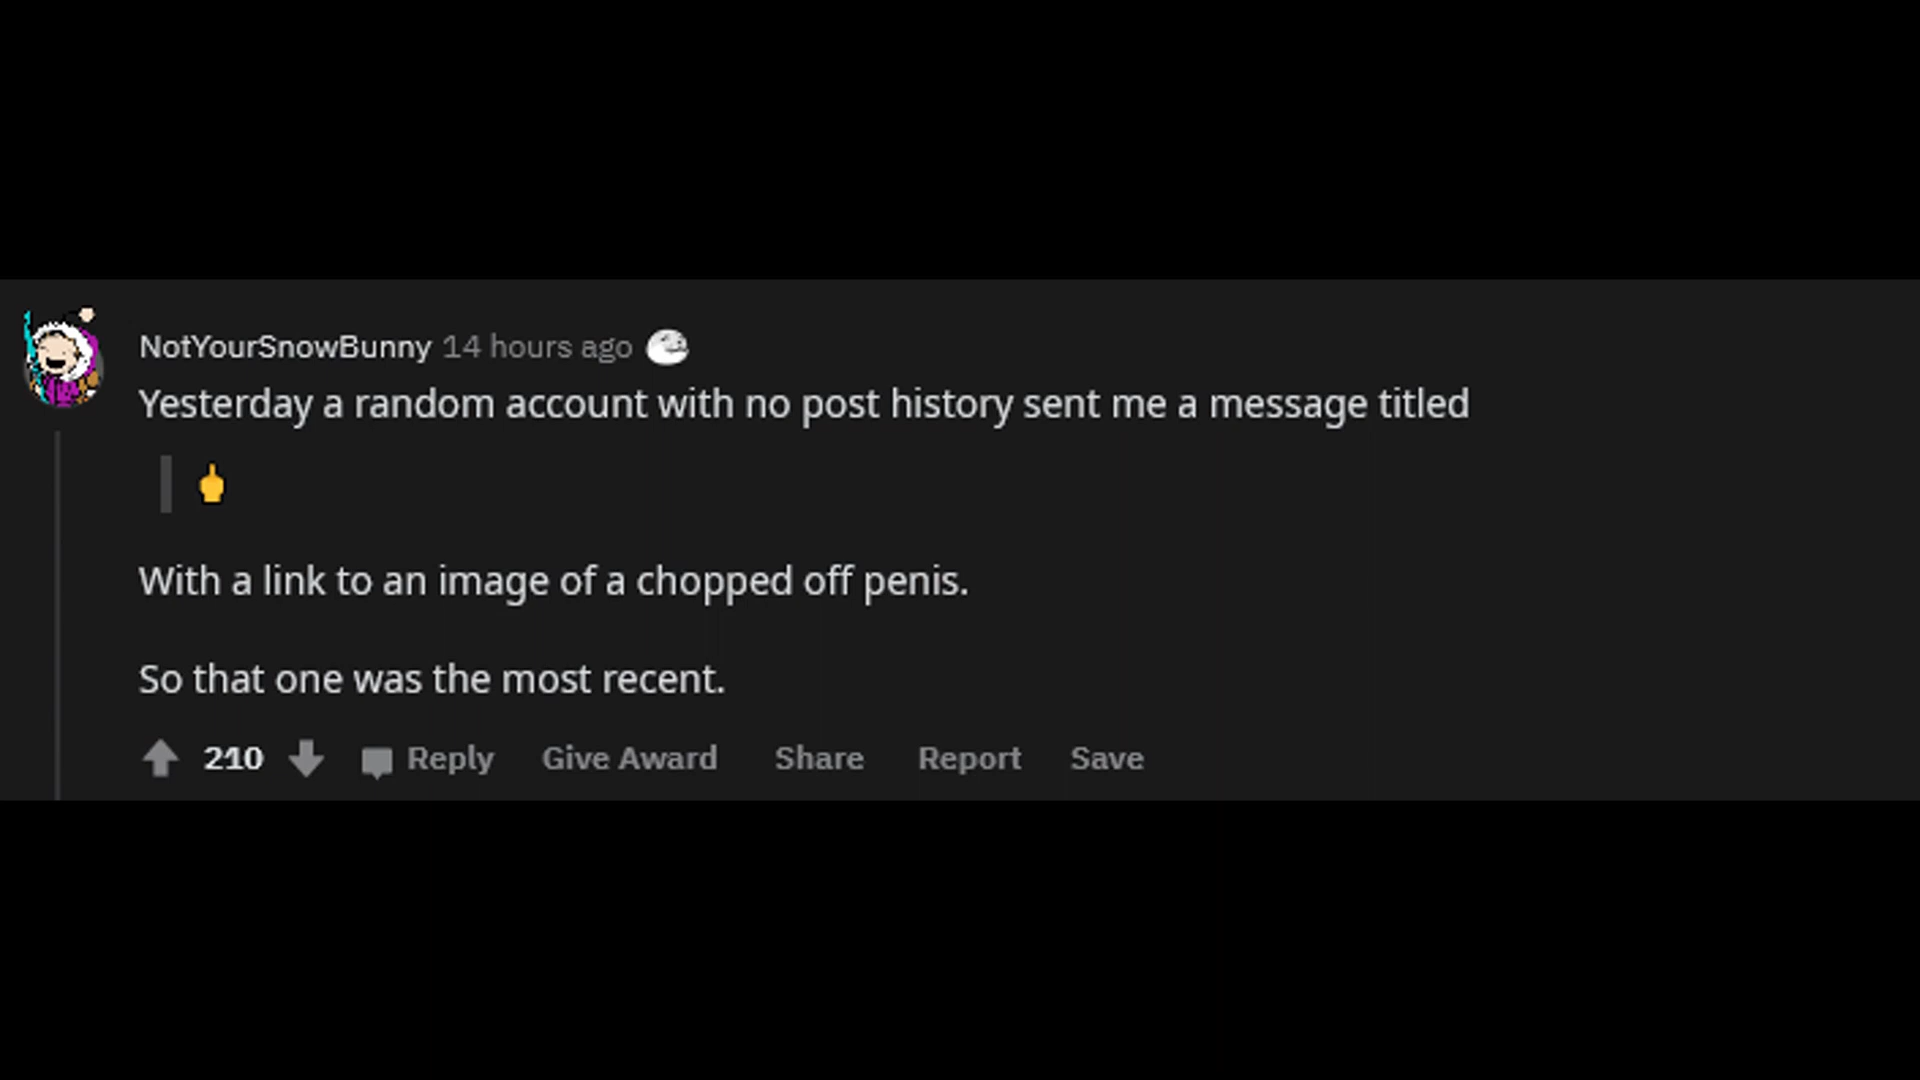 NotYourSnowBunny 14 hours ago
Yesterday a random account with no post history sent me a message titled
🖕
With a link to an image of a chopped off penis.
So that one was the most recent.
210 Reply Give Award Share Report Save